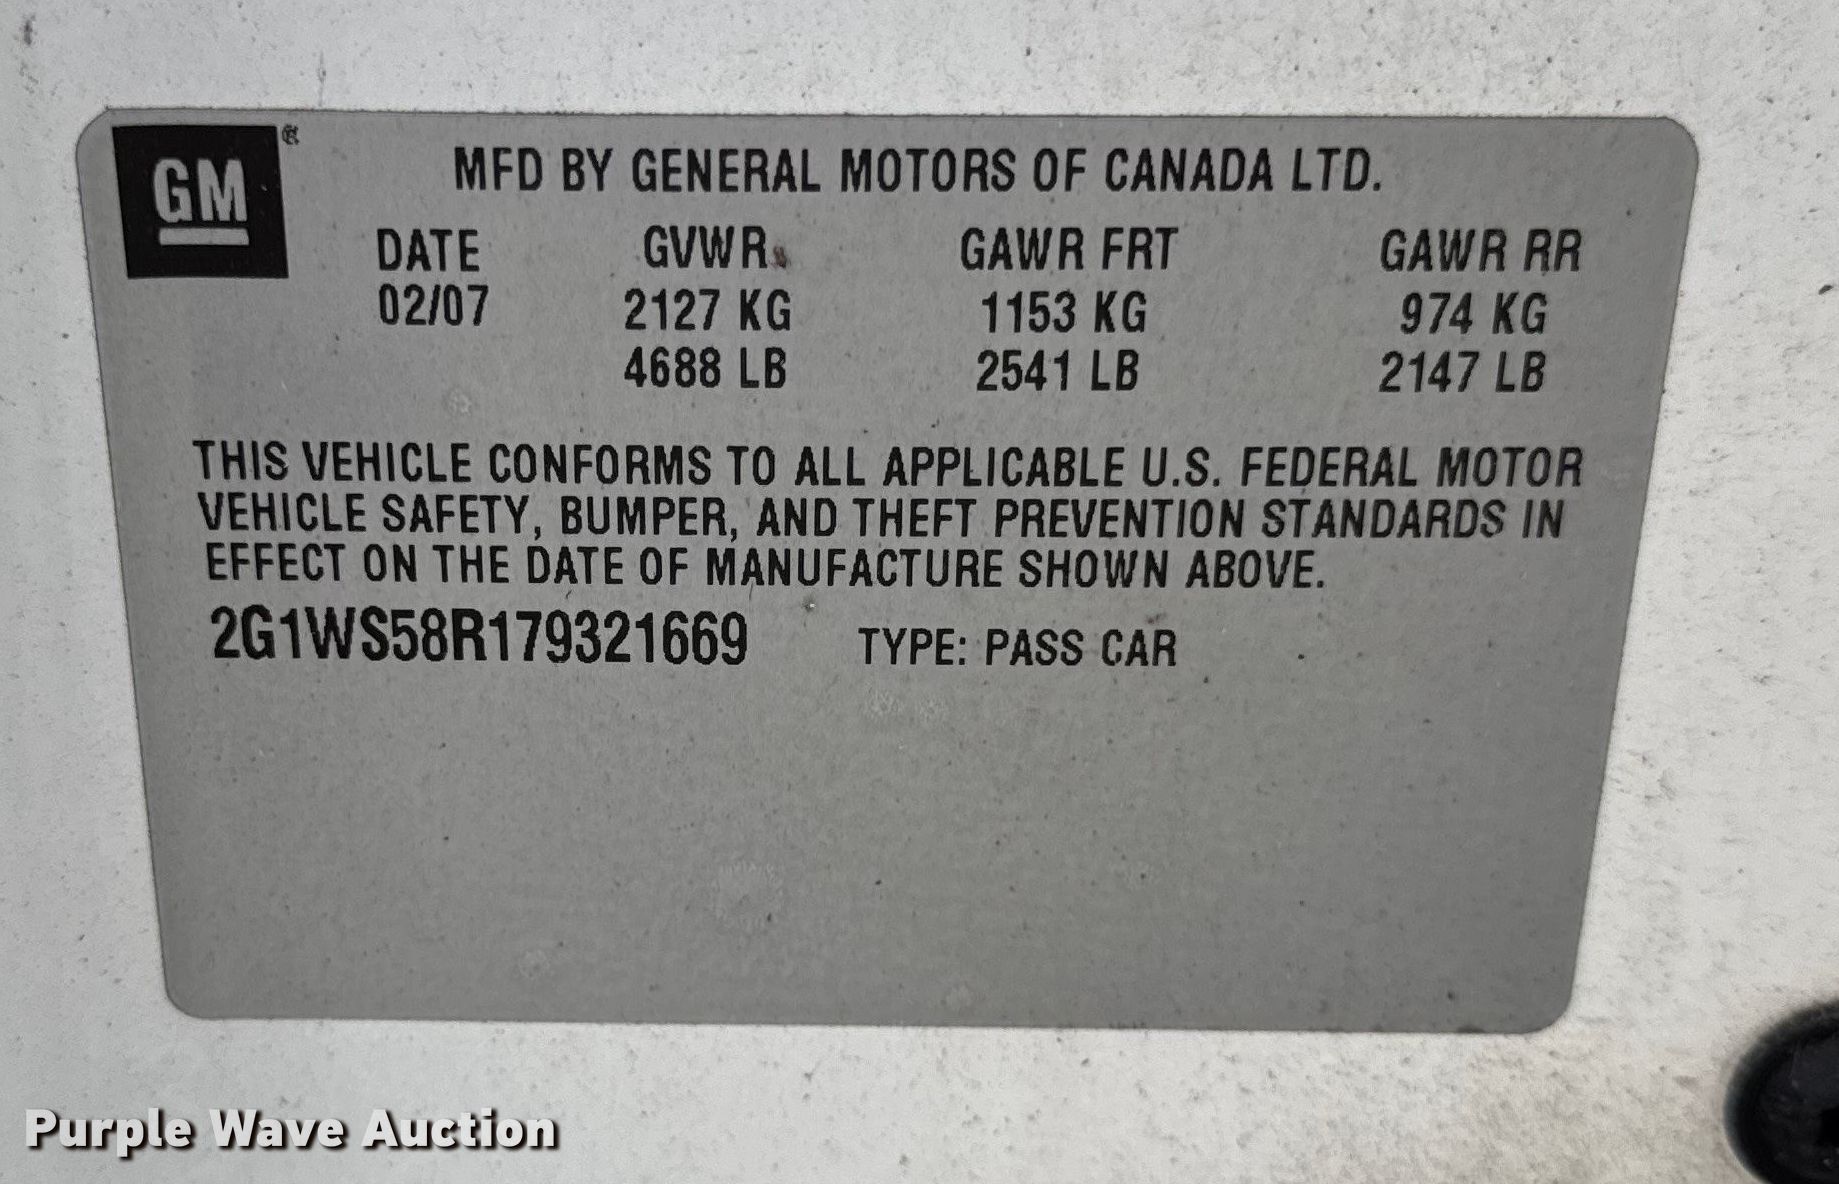 GM ®
MFD BY GENERAL MOTORS OF CANADA LTD.
DATE GVWR GAWR FRT GAWR RR
02/07 2127 KG 1153 KG 974 KG
4688 LB 2541 LB 2147 LB
THIS VEHICLE CONFORMS TO ALL APPLICABLE U.S. FEDERAL MOTOR
VEHICLE SAFETY, BUMPER, AND THEFT PREVENTION STANDARDS IN
EFFECT ON THE DATE OF MANUFACTURE SHOWN ABOVE.
2G1WS58R179321669 TYPE: PASS CAR
Purple Wave Auction